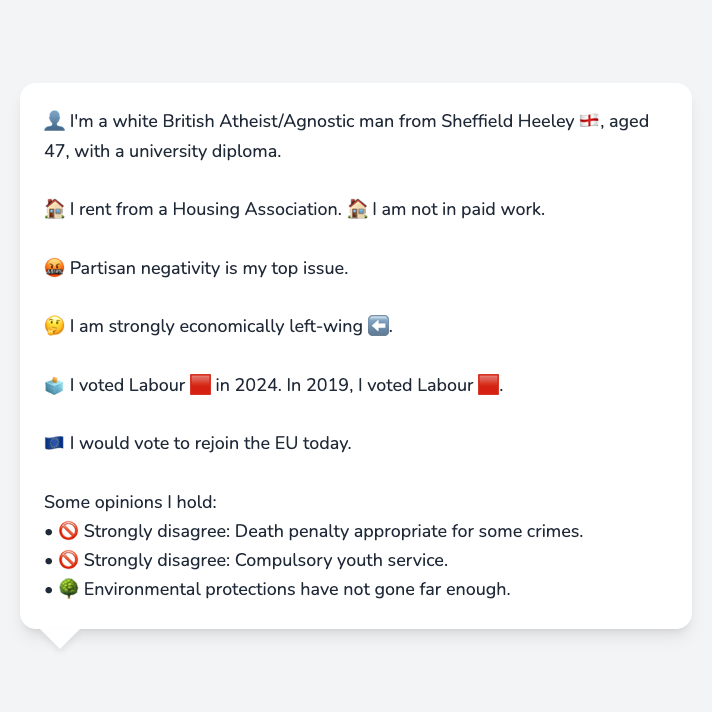 👤 I'm a white British Atheist/Agnostic man from Sheffield Heeley 🏴󠁧󠁢󠁥󠁮󠁧󠁿, aged
47, with a university diploma.
🏠 I rent from a Housing Association. 🏠 I am not in paid work.
🤬 Partisan negativity is my top issue.
🤔 I am strongly economically left-wing ⬅️.
🗳️ I voted Labour 🟥 in 2024. In 2019, I voted Labour 🟥.
🇪🇺 I would vote to rejoin the EU today.
Some opinions I hold:
• 🚫 Strongly disagree: Death penalty appropriate for some crimes.
• 🚫 Strongly disagree: Compulsory youth service.
• 🌳 Environmental protections have not gone far enough.